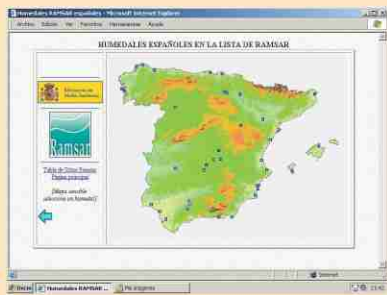 Humedales RAMSAR españoles - Microsoft Internet Explorer
Archivo Edición Ver Favoritos Herramientas Ayuda
HUMEDALES ESPAÑOLES EN LA LISTA DE RAMSAR
Ministerio de
Medio Ambiente
Ramsar
Tabla de Sitios Ramsar
Página principal
[Mapa sensible
seleccione un humedal]
Internet
Inicio
Humedales RAMSAR ...
Mis imágenes